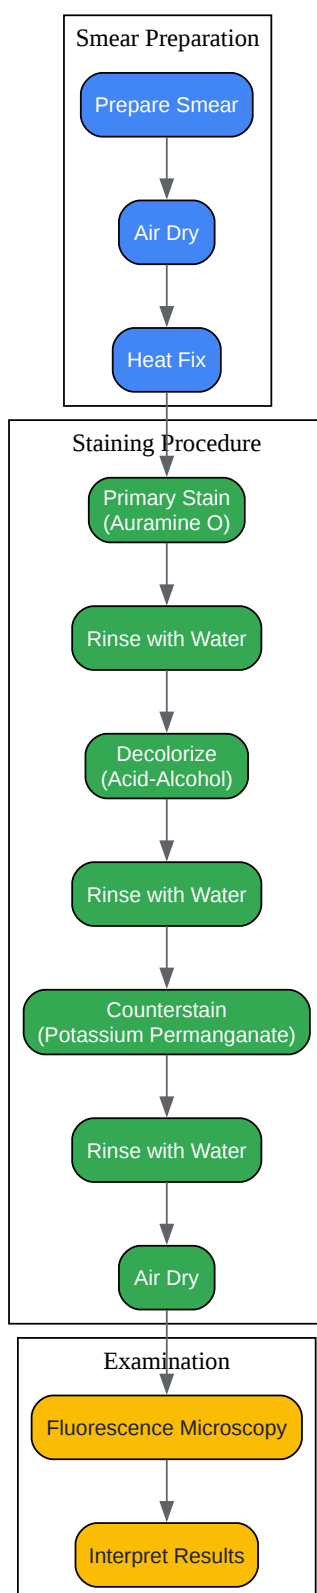 Smear Preparation
Prepare Smear
Air Dry
Heat Fix
Staining Procedure
Primary Stain
(Auramine O)
Rinse with Water
Decolorize
(Acid-Alcohol)
Rinse with Water
Counterstain
(Potassium Permanganate)
Rinse with Water
Air Dry
Examination
Fluorescence Microscopy
Interpret Results